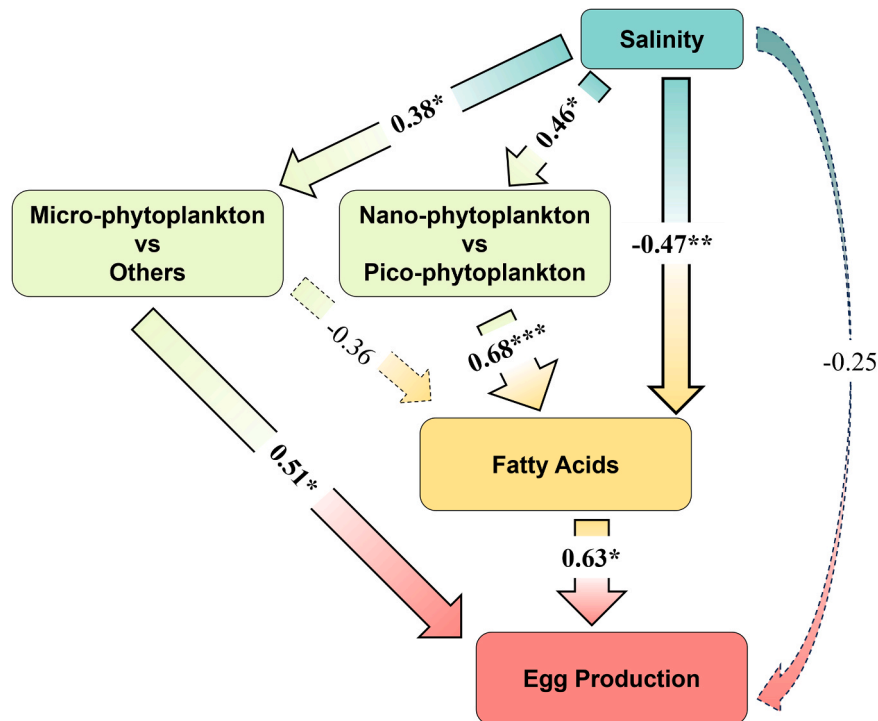 Salinity
0.38*
0.46*
Micro-phytoplankton
vs
Others
Nano-phytoplankton
vs
Pico-phytoplankton
-0.47**
-0.36
0.68***
-0.25
Fatty Acids
0.51*
0.63*
Egg Production